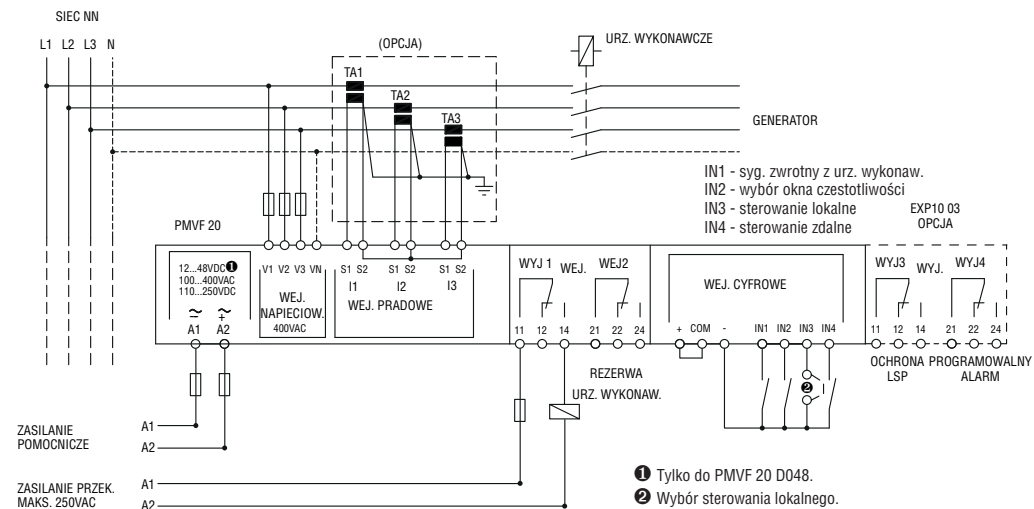 SIEC NN
L1 L2 L3 N
(OPCJA)
URZ. WYKONAWCZE
TA1
TA2
TA3
GENERATOR
IN1 - syg. zwrotny z urz. wykonaw.
IN2 - wybór okna czestotliwości
IN3 - sterowanie lokalne
IN4 - sterowanie zdalne
EXP10 03
OPCJA
PMVF 20
12...48VDC❶
100...400VAC
110...250VDC
~ ~
= +
A1 A2
V1 V2 V3 VN
WEJ.
NAPIECIOW.
400VAC
S1 S2 S1 S2 S1 S2
I1 I2 I3
WEJ. PRADOWE
WYJ 1 WEJ. WEJ2
11 12 14 21 22 24
WEJ. CYFROWE
+ COM - IN1 IN2 IN3 IN4
WYJ3 WYJ. WYJ4
11 12 14 21 22 24
REZERWA
URZ. WYKONAW.
❷
OCHRONA
LSP
PROGRAMOWALNY
ALARM
ZASILANIE
POMOCNICZE
A1
A2
ZASILANIE PRZEK.
MAKS. 250VAC
A1
A2
❶ Tylko do PMVF 20 D048.
❷ Wybór sterowania lokalnego.